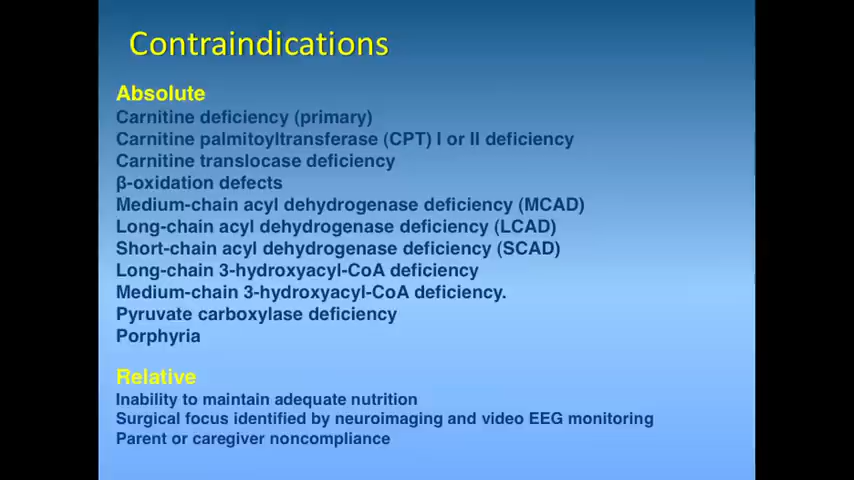 Contraindications
Absolute
Carnitine deficiency (primary)
Carnitine palmitoyltransferase (CPT) I or II deficiency
Carnitine translocase deficiency
β-oxidation defects
Medium-chain acyl dehydrogenase deficiency (MCAD)
Long-chain acyl dehydrogenase deficiency (LCAD)
Short-chain acyl dehydrogenase deficiency (SCAD)
Long-chain 3-hydroxyacyl-CoA deficiency
Medium-chain 3-hydroxyacyl-CoA deficiency.
Pyruvate carboxylase deficiency
Porphyria
Relative
Inability to maintain adequate nutrition
Surgical focus identified by neuroimaging and video EEG monitoring
Parent or caregiver noncompliance